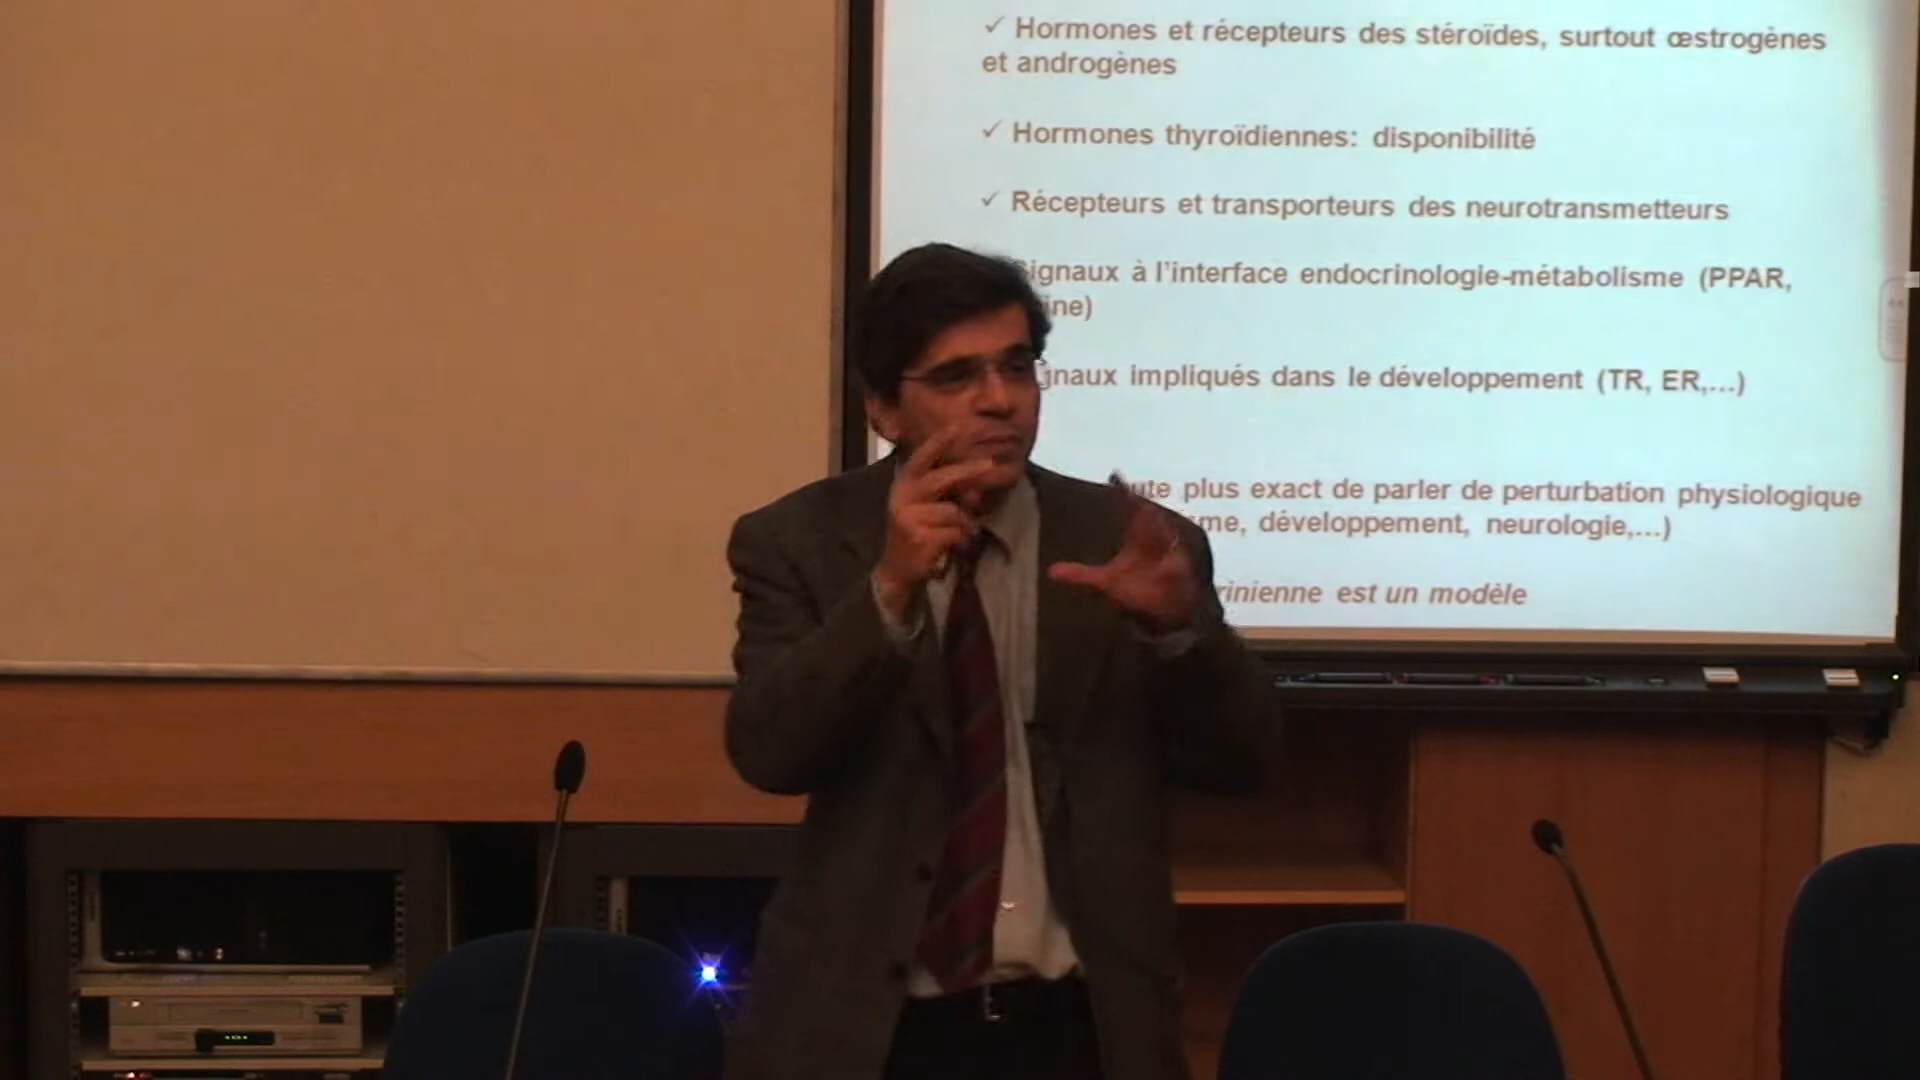 ✓ Hormones et récepteurs des stéroïdes, surtout œstrogènes
et androgènes
✓ Hormones thyroïdiennes: disponibilité
✓ Récepteurs et transporteurs des neurotransmetteurs
ignaux à l'interface endocrinologie-métabolisme (PPAR,
ine)
gnaux impliqués dans le développement (TR, ER,...)
ute plus exact de parler de perturbation physiologique
sme, développement, neurologie,...)
rinienne est un modèle